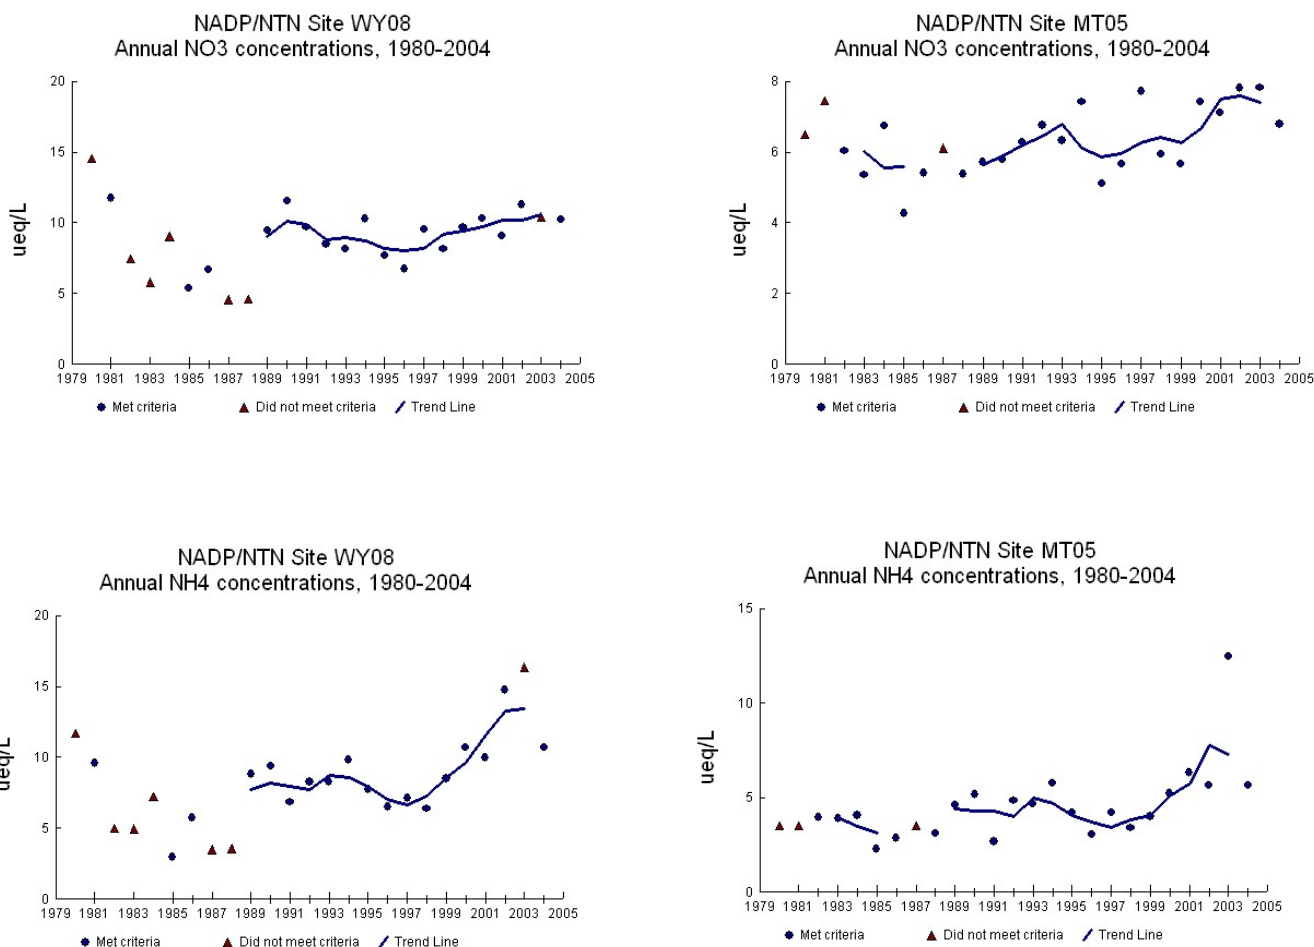 NADP/NTN Site WY08
Annual NO3 concentrations, 1980-2004
20
15
10
5
0
ueq/L
1979 1981 1983 1985 1987 1989 1991 1993 1995 1997 1999 2001 2003 2005
Met criteria Did not meet criteria Trend Line
NADP/NTN Site MT05
Annual NO3 concentrations, 1980-2004
8
6
4
2
0
ueq/L
1979 1981 1983 1985 1987 1989 1991 1993 1995 1997 1999 2001 2003 2005
Met criteria Did not meet criteria Trend Line
NADP/NTN Site WY08
Annual NH4 concentrations, 1980-2004
20
15
10
5
0
ueq/L
1979 1981 1983 1985 1987 1989 1991 1993 1995 1997 1999 2001 2003 2005
Met criteria Did not meet criteria Trend Line
NADP/NTN Site MT05
Annual NH4 concentrations, 1980-2004
15
10
5
0
ueq/L
1979 1981 1983 1985 1987 1989 1991 1993 1995 1997 1999 2001 2003 2005
Met criteria Did not meet criteria Trend Line